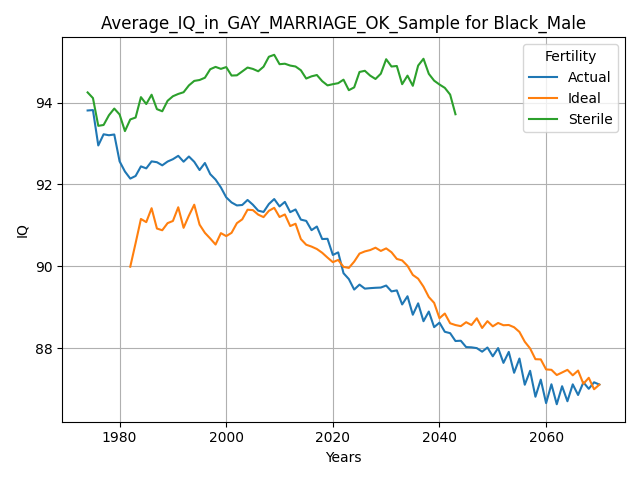 Average_IQ_in_GAY_MARRIAGE_OK_Sample for Black_Male
Fertility
Actual
Ideal
Sterile
94
92
90
88
IQ
1980
2000
2020
2040
2060
Years